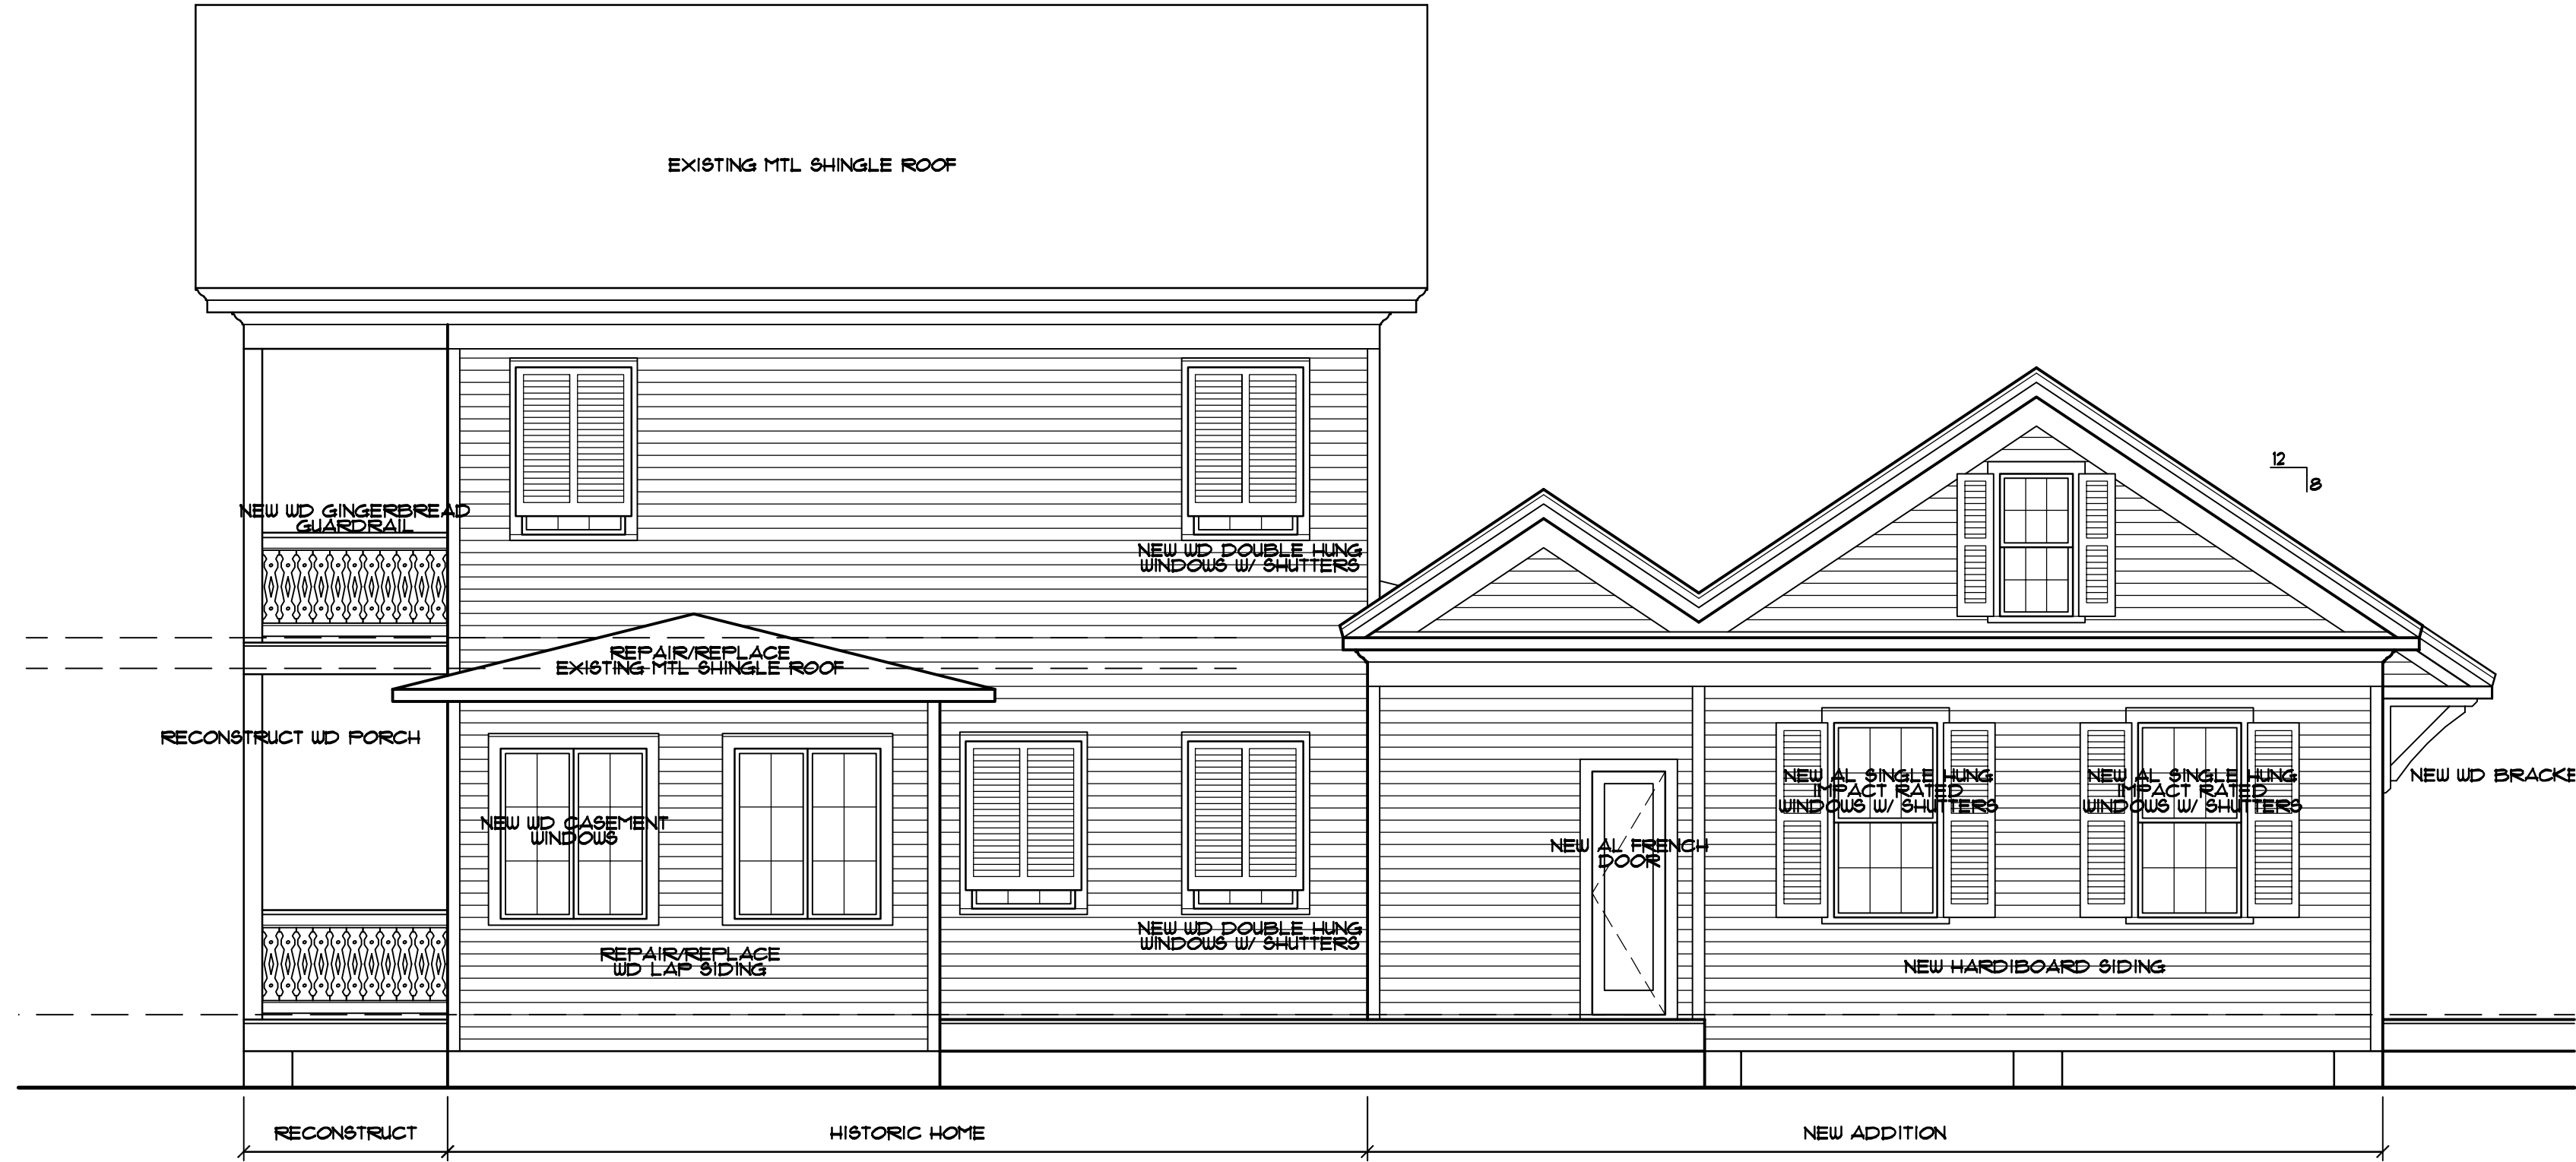 EXISTING MTL SHINGLE ROOF
12
8
NEW WD GINGERBREAD
GUARDRAIL
NEW WD DOUBLE HUNG
WINDOWS W/ SHUTTERS
REPAIR/REPLACE
EXISTING MTL SHINGLE ROOF
RECONSTRUCT WD PORCH
NEW WD CASEMENT
WINDOWS
NEW AL FRENCH
DOOR
NEW AL SINGLE HUNG
IMPACT RATED
WINDOWS W/ SHUTTERS
NEW AL SINGLE HUNG
IMPACT RATED
WINDOWS W/ SHUTTERS
NEW WD BRACKE
NEW WD DOUBLE HUNG
WINDOWS W/ SHUTTERS
REPAIR/REPLACE
WD LAP SIDING
NEW HARDIBOARD SIDING
RECONSTRUCT
HISTORIC HOME
NEW ADDITION